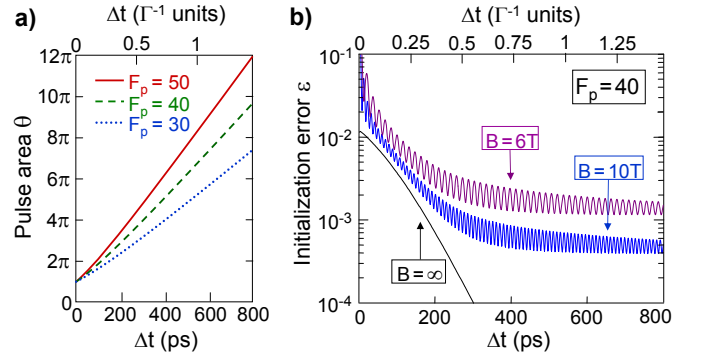 a)
Δt (Γ⁻¹ units)
0 1
12π
10π
8π
6π
4π
2π
0
Pulse area θ
Fₚ = 50
Fₚ = 40
Fₚ = 30
0 200 400 600 800
Δt (ps)
b)
Δt (Γ⁻¹ units)
0 0.25 0.5 0.75 1 1.25
10⁻¹
10⁻²
10⁻³
10⁻⁴
Initialization error ε
Fₚ = 40
B = 6T
B = 10T
B = ∞
0 200 400 600 800
Δt (ps)